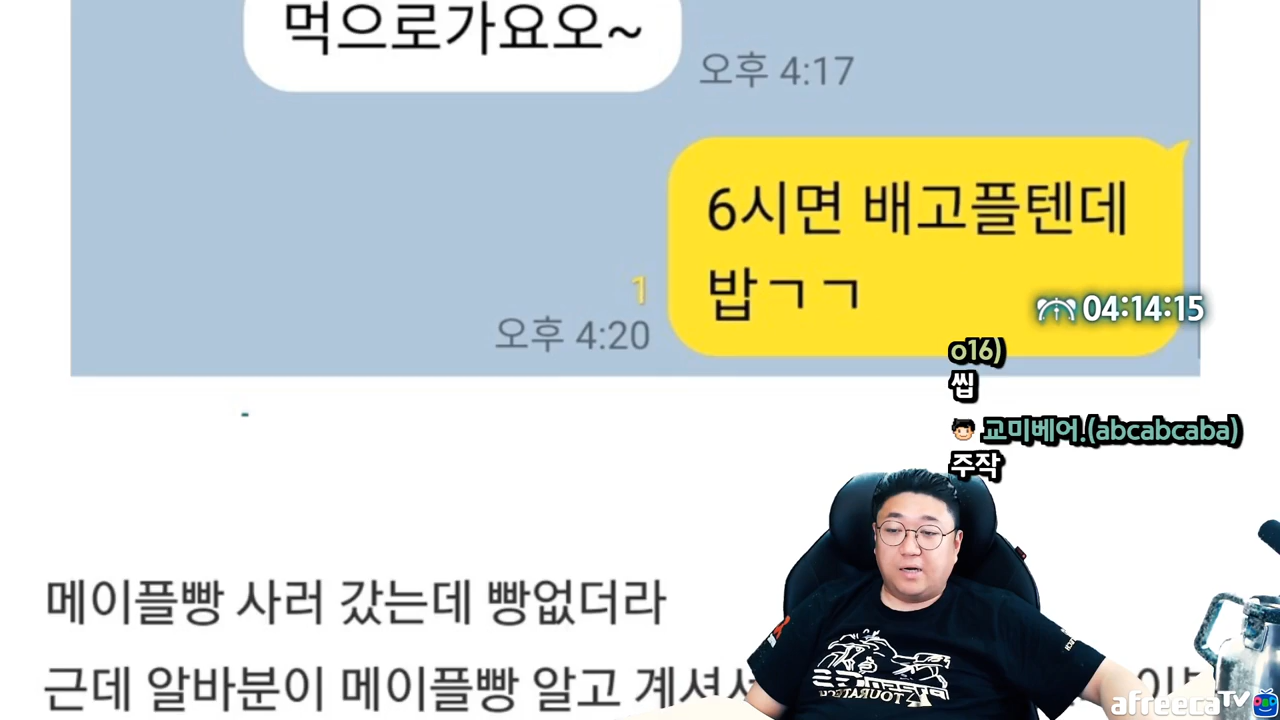 먹으로가요오~
오후 4:17
6시면 배고플텐데
밥ㄱㄱ
1
오후 4:20
04:14:15
o16)
씹
교미베어.(abcabcaba)
주작
메이플빵 사러 갔는데 빵없더라
근데 알바분이 메이플빵 알고 계셔서
afreecaTV